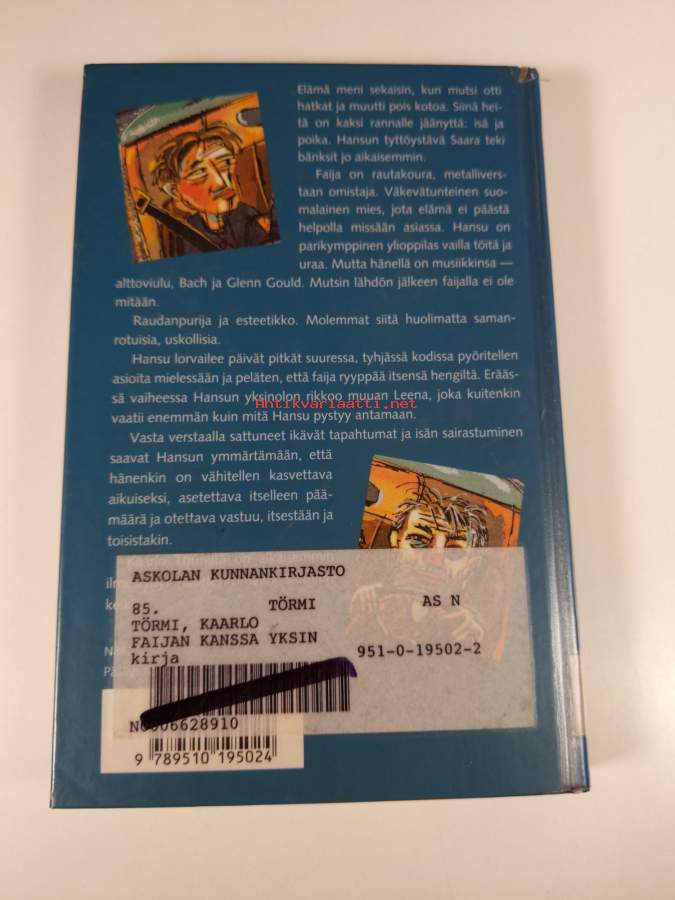 Elämä meni sekaisin, kun mutsi otti
hatkat ja muutti pois kotoa. Siinä hei-
tä on kaksi rannalle jäänyttä: isä ja
poika. Hansun tyttöystävä Saara teki
bänksit jo aikaisemmin.
Faija on rautakoura, metallivers-
taan omistaja. Väkevätunteinen suo-
malainen mies, jota elämä ei päästä
helpolla missään asiassa. Hansu on
parikymppinen ylioppilas vailla töitä ja
uraa. Mutta hänellä on musiikkinsa —
alttoviulu, Bach ja Glenn Gould. Mutsin lähdön jälkeen faijalla ei ole
mitään.
Raudanpurija ja esteetikko. Molemmat siitä huolimatta saman-
rotuisia, uskollisia.
Hansu lorvailee päivät pitkät suuressa, tyhjässä kodissa pyöritellen
asioita mielessään ja peläten, että faija ryyppää itsensä hengiltä. Eräs-
sä vaiheessa Hansun yksinolon rikkoo muuan Leena, joka kuitenkin
Antikvariaatti.net
vaatii enemmän kuin mitä Hansu pystyy antamaan.
Vasta verstaalla sattuneet ikävät tapahtumat ja isän sairastuminen
saavat Hansun ymmärtämään, että
hänenkin on vähitellen kasvettava
aikuiseksi, asetettava itselleen pää-
määrä ja otettava vastuu, itsestään ja
toisistakin.
ASKOLAN KUNNANKIRJASTO
85. TÖRMI AS N
TÖRMI, KAARLO
FAIJAN KANSSA YKSIN
kirja 951-0-19502-2
N0006628910
9 789510 195024